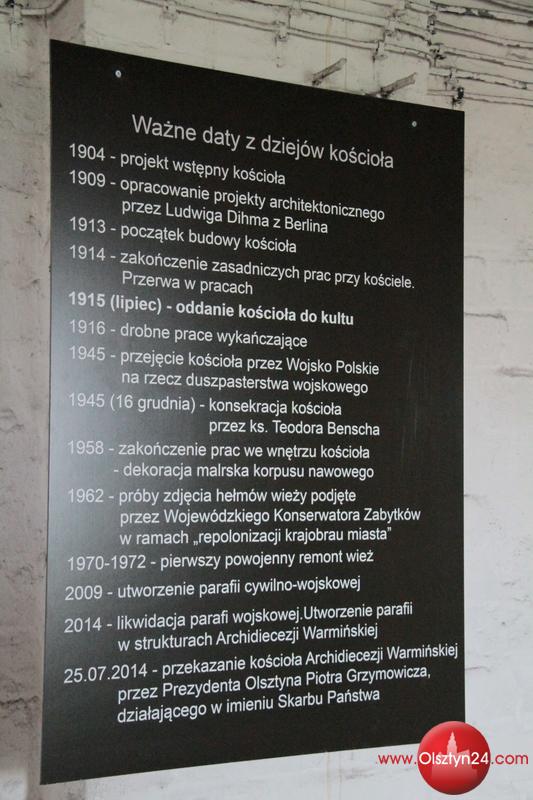 Ważne daty z dziejów kościoła
1904 - projekt wstępny kościoła
1909 - opracowanie projekty architektonicznego
przez Ludwiga Dihma z Berlina
1913 - początek budowy kościoła
1914 - zakończenie zasadniczych prac przy kościele.
Przerwa w pracach
1915 (lipiec) - oddanie kościoła do kultu
1916 - drobne prace wykańczające
1945 - przejęcie kościoła przez Wojsko Polskie
na rzecz duszpasterstwa wojskowego
1945 (16 grudnia) - konsekracja kościoła
przez ks. Teodora Benscha
1958 - zakończenie prac we wnętrzu kościoła
- dekoracja malrska korpusu nawowego
1962 - próby zdjęcia hełmów wieży podjęte
przez Wojewódzkiego Konserwatora Zabytków
w ramach „repolonizacji krajobrau miasta”
1970-1972 - pierwszy powojenny remont wież
2009 - utworzenie parafii cywilno-wojskowej
2014 - likwidacja parafi wojskowej.Utworzenie parafii
w strukturach Archidiecezji Warmińskiej
25.07.2014 - przekazanie kościoła Archidiecezji Warmińskiej
przez Prezydenta Olsztyna Piotra Grzymowicza,
działającego w imieniu Skarbu Państwa
www.Olsztyn24.com